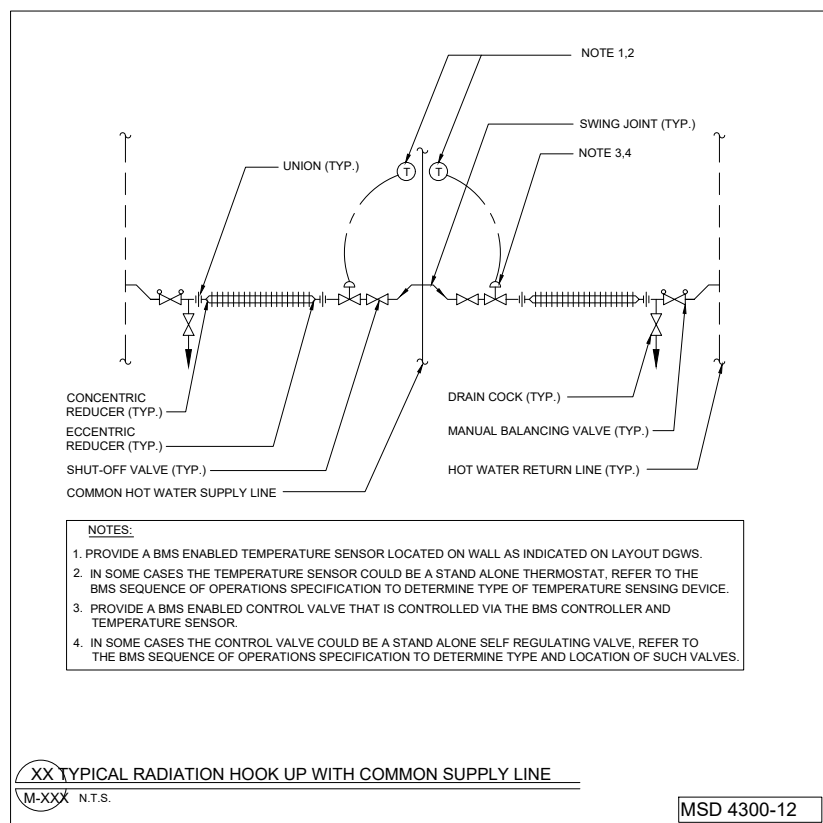 NOTE 1,2
SWING JOINT (TYP.)
NOTE 3,4
UNION (TYP.)
T
T
CONCENTRIC
REDUCER (TYP.)
ECCENTRIC
REDUCER (TYP.)
SHUT-OFF VALVE (TYP.)
COMMON HOT WATER SUPPLY LINE
DRAIN COCK (TYP.)
MANUAL BALANCING VALVE (TYP.)
HOT WATER RETURN LINE (TYP.)
NOTES:
1. PROVIDE A BMS ENABLED TEMPERATURE SENSOR LOCATED ON WALL AS INDICATED ON LAYOUT DGWS.
2. IN SOME CASES THE TEMPERATURE SENSOR COULD BE A STAND ALONE THERMOSTAT, REFER TO THE
BMS SEQUENCE OF OPERATIONS SPECIFICATION TO DETERMINE TYPE OF TEMPERATURE SENSING DEVICE.
3. PROVIDE A BMS ENABLED CONTROL VALVE THAT IS CONTROLLED VIA THE BMS CONTROLLER AND
TEMPERATURE SENSOR.
4. IN SOME CASES THE CONTROL VALVE COULD BE A STAND ALONE SELF REGULATING VALVE, REFER TO
THE BMS SEQUENCE OF OPERATIONS SPECIFICATION TO DETERMINE TYPE AND LOCATION OF SUCH VALVES.
XX TYPICAL RADIATION HOOK UP WITH COMMON SUPPLY LINE
M-XXX N.T.S.
MSD 4300-12